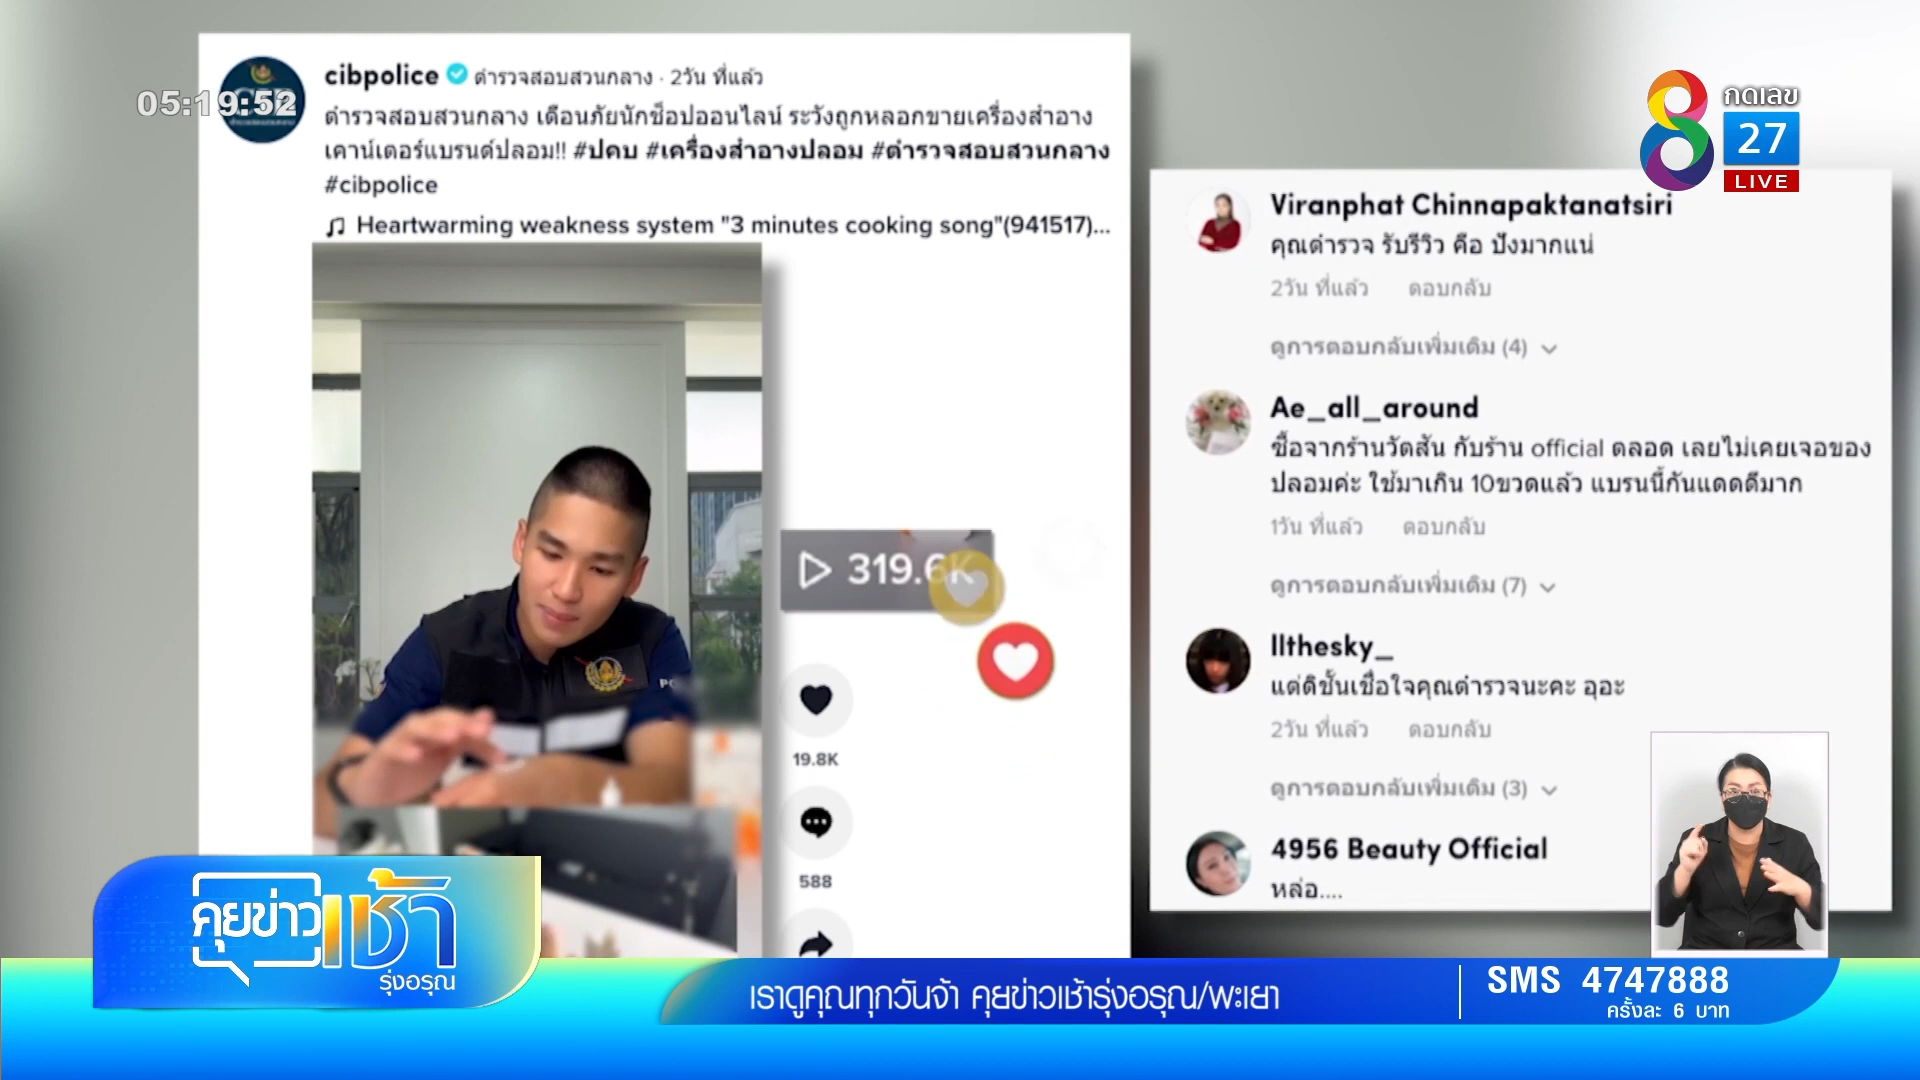 05:19:52
cibpolice ตำรวจสอบสวนกลาง · 2วัน ที่แล้ว
ตำรวจสอบสวนกลาง เตือนภัยนักช็อปออนไลน์ ระวังถูกหลอกขายเครื่องสำอาง
เคาน์เตอร์แบรนด์ปลอม!! #ปคบ #เครื่องสำอางปลอม #ตำรวจสอบสวนกลาง
#cibpolice
Heartwarming weakness system "3 minutes cooking song"(941517)...
319.6K
19.8K
588
8
กดเลข
27
LIVE
Viranphat Chinnapaktanatsiri
คุณตำรวจ รับรีวิว คือ ปังมากแน่
2วัน ที่แล้ว ตอบกลับ
ดูการตอบกลับเพิ่มเติม (4)
Ae_all_around
ซื้อจากร้านวัตสัน กับร้าน official ตลอด เลยไม่เคยเจอของ
ปลอมค่ะ ใช้มาเกิน 10ขวดแล้ว แบรนนี้กันแดดดีมาก
1วัน ที่แล้ว ตอบกลับ
ดูการตอบกลับเพิ่มเติม (7)
llthesky_
แต่ดิชั้นเชื่อใจคุณตำรวจนะคะ อุอะ
2วัน ที่แล้ว ตอบกลับ
ดูการตอบกลับเพิ่มเติม (3)
4956 Beauty Official
หล่อ....
คุยข่าวเช้า
รุ่งอรุณ
เราดูคุณทุกวันจ้า คุยข่าวเช้ารุ่งอรุณ/พะเยา
SMS 4747888
ครั้งละ 6 บาท